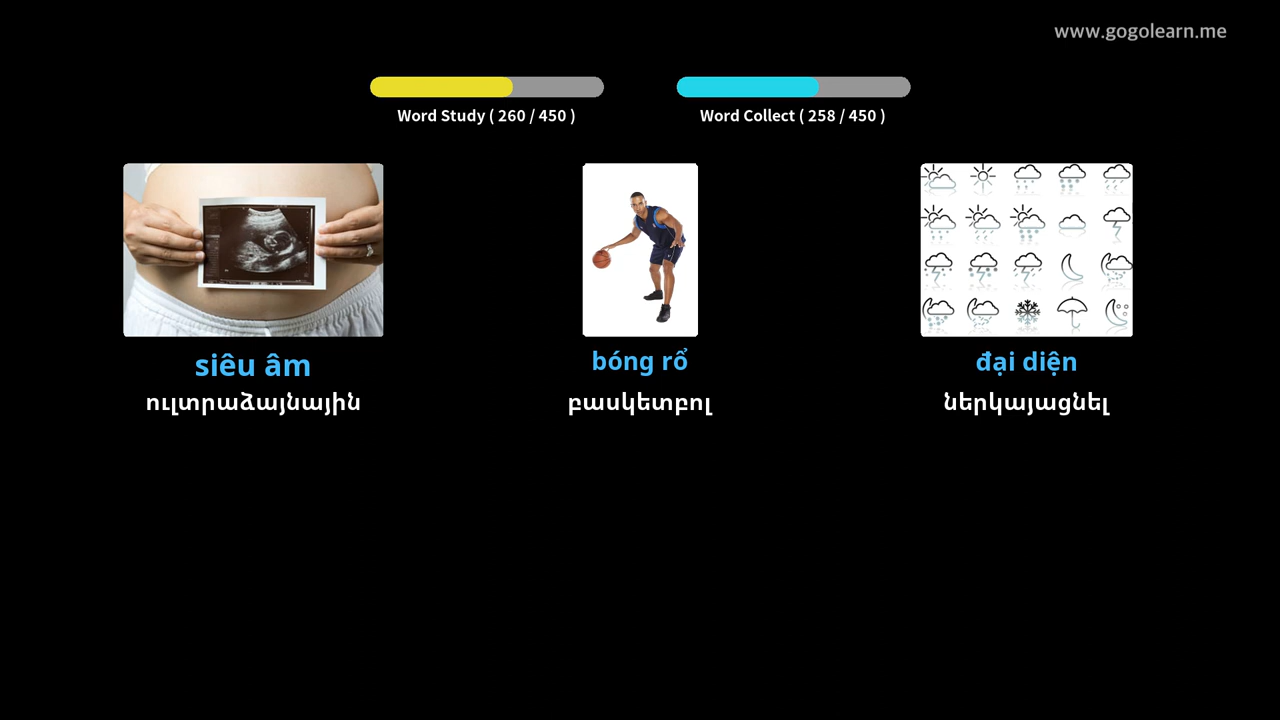 www.gogolearn.me
Word Study ( 260 / 450 )
Word Collect ( 258 / 450 )
siêu âm
ուլտրաձայնային
bóng rổ
բասկետբոլ
đại diện
ներկայացնել